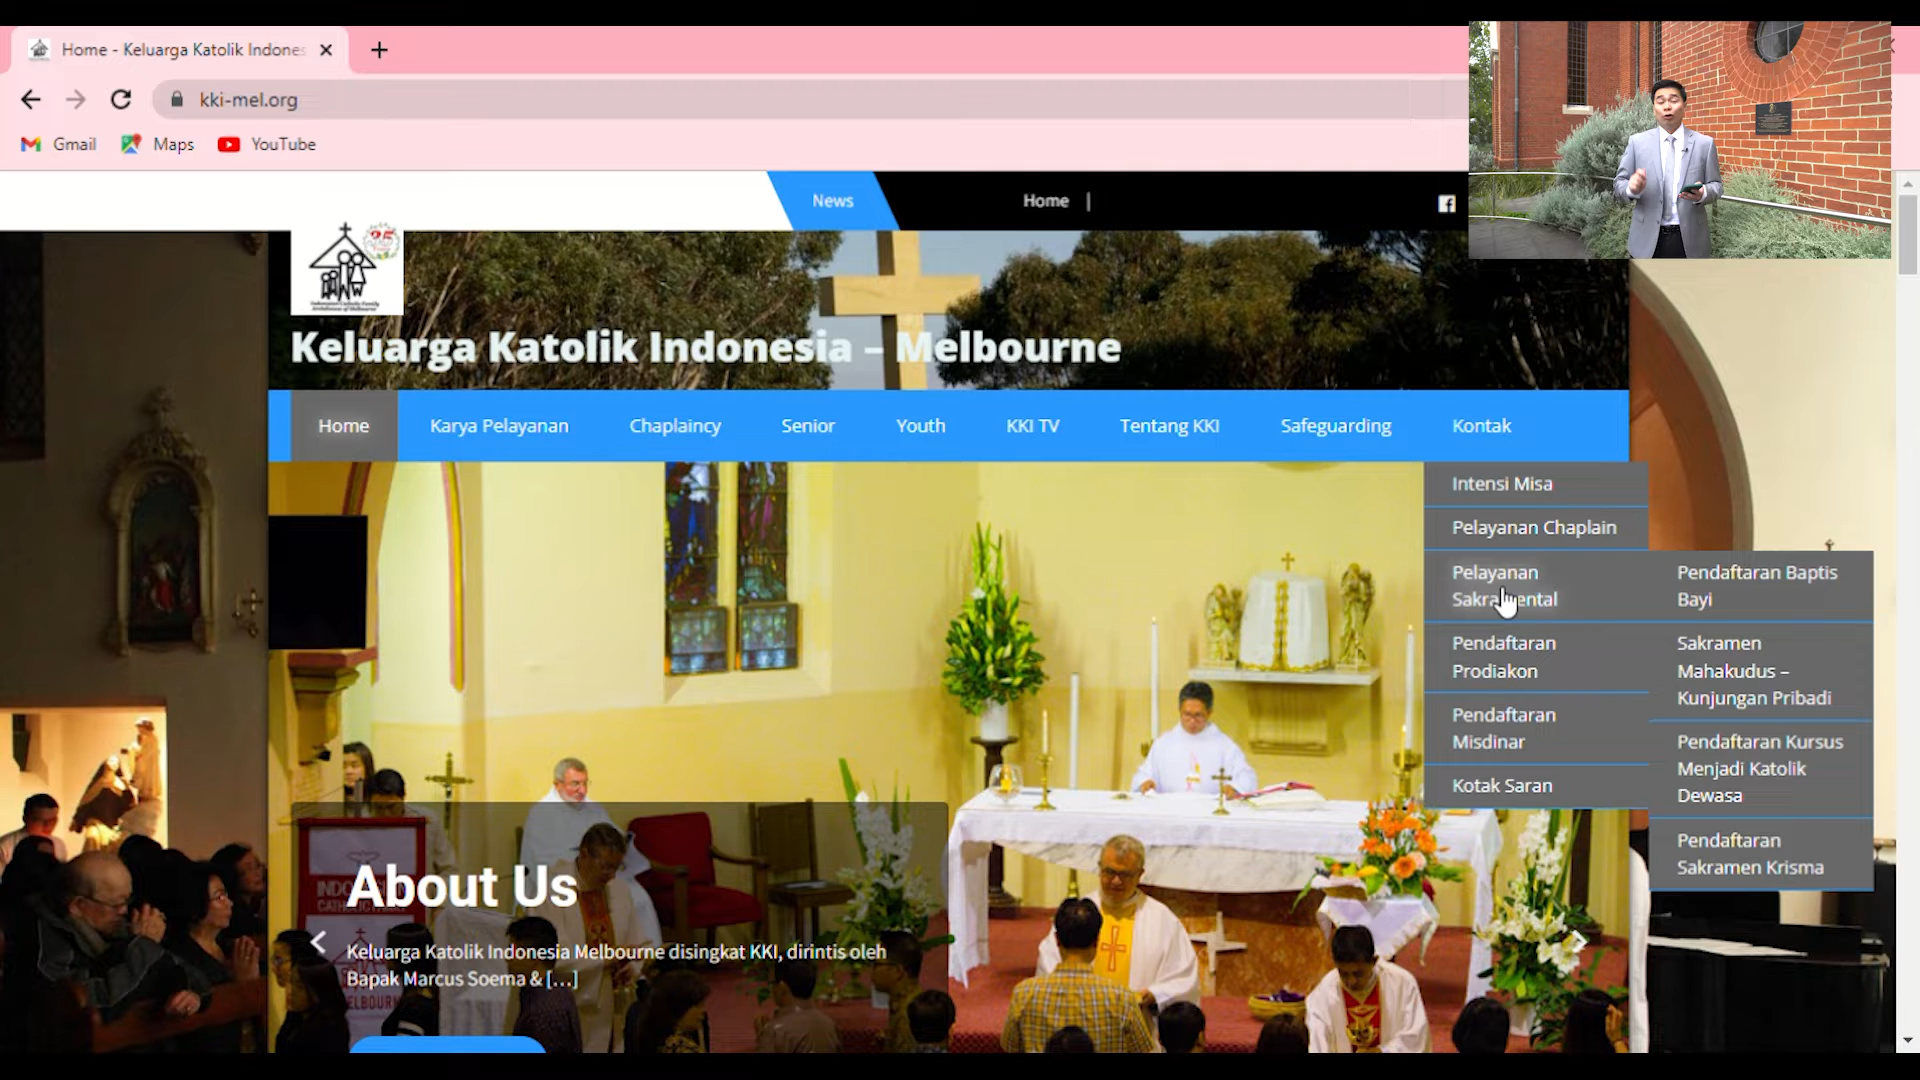 Home - Keluarga Katolik Indones
kki-mel.org
Gmail
Maps
YouTube
News
Home |
35
Keluarga Katolik Indonesia – Melbourne
Home
Karya Pelayanan
Chaplaincy
Senior
Youth
KKI TV
Tentang KKI
Safeguarding
Kontak
Intensi Misa
Pelayanan Chaplain
Pelayanan
Sakramental
Pendaftaran
Prodiakon
Pendaftaran
Misdinar
Kotak Saran
Pendaftaran Baptis
Bayi
Sakramen
Mahakudus –
Kunjungan Pribadi
Pendaftaran Kursus
Menjadi Katolik
Dewasa
Pendaftaran
Sakramen Krisma
About Us
Keluarga Katolik Indonesia Melbourne disingkat KKI, dirintis oleh
Bapak Marcus Soema & [...]